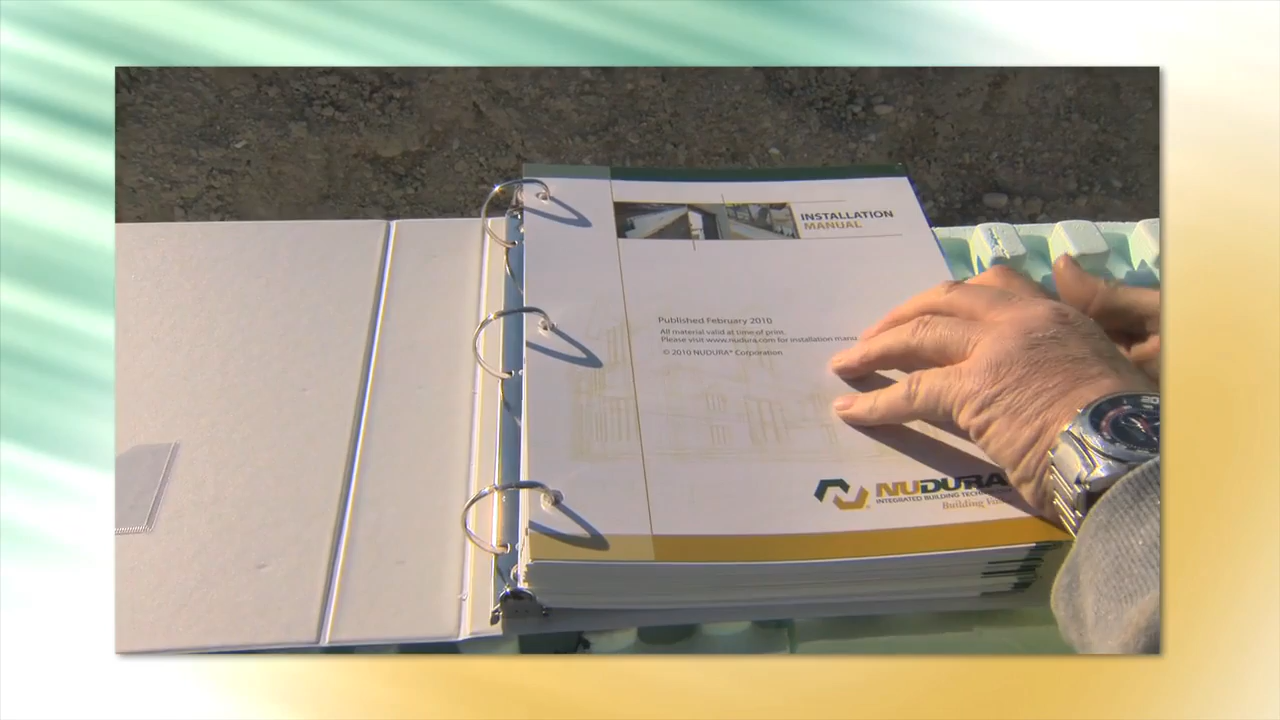 INSTALLATION
MANUAL
Published February 2010
All material valid at time of print.
Please visit www.nudura.com for installation
© 2010 NUDURA® Corporation
NUDURA
INTEGRATED BUILDING
Building
20